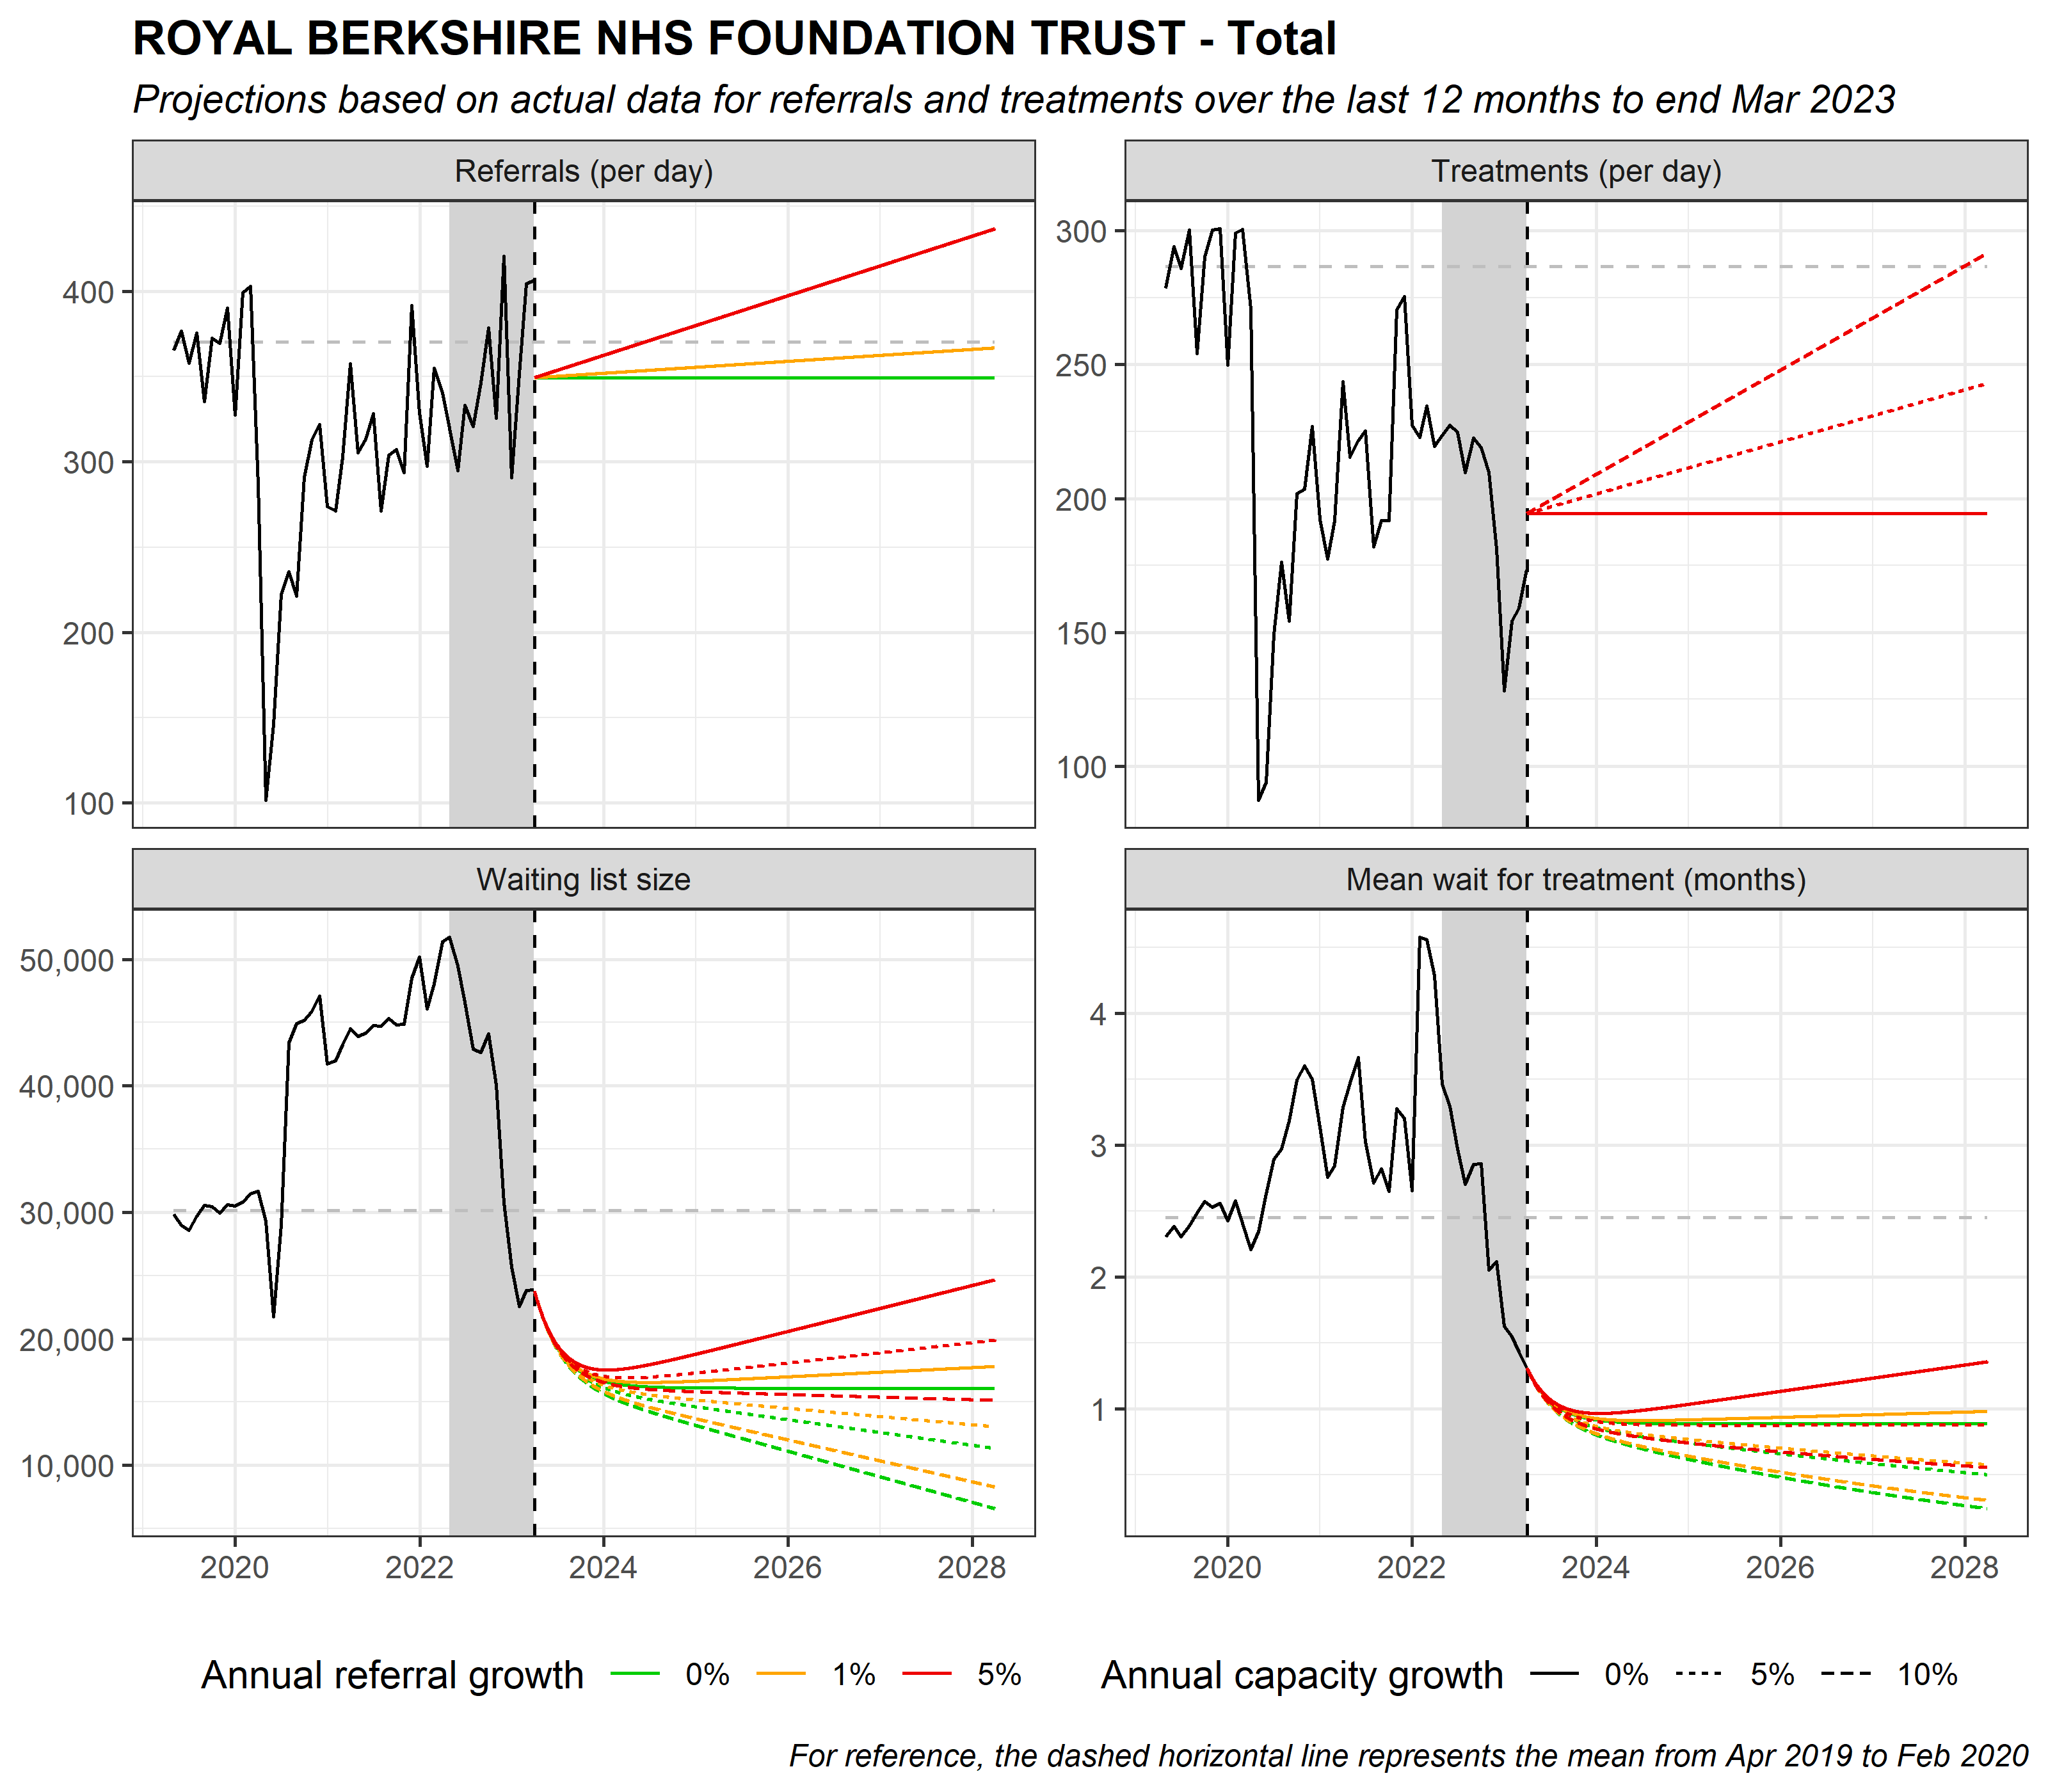 ROYAL BERKSHIRE NHS FOUNDATION TRUST - Total
Projections based on actual data for referrals and treatments over the last 12 months to end Mar 2023
Referrals (per day)
400
300
200
100
Treatments (per day)
300
250
200
150
100
Waiting list size
50,000
40,000
30,000
20,000
10,000
2020 2022 2024 2026 2028
Mean wait for treatment (months)
4
3
2
1
2020 2022 2024 2026 2028
Annual referral growth 0% 1% 5%
Annual capacity growth 0% 5% 10%
For reference, the dashed horizontal line represents the mean from Apr 2019 to Feb 2020